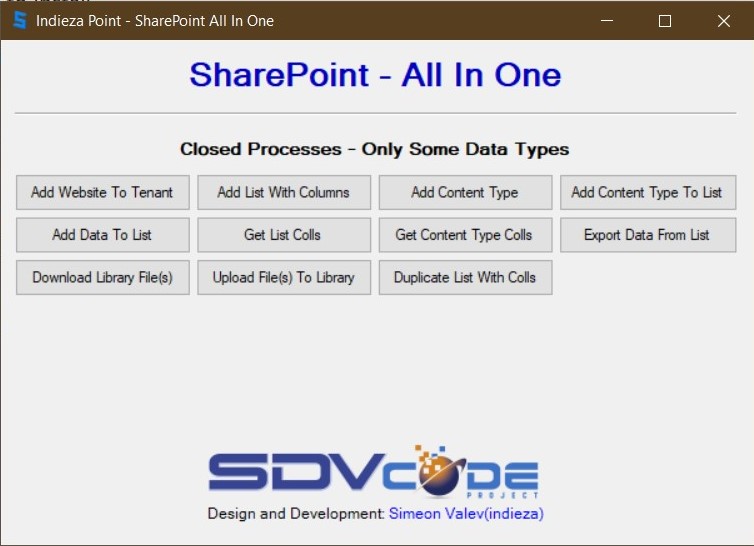 Indieza Point - SharePoint All In One
SharePoint - All In One
Closed Processes - Only Some Data Types
Add Website To Tenant Add List With Columns Add Content Type Add Content Type To List
Add Data To List Get List Colls Get Content Type Colls Export Data From List
Download Library File(s) Upload File(s) To Library Duplicate List With Colls
SDVCODE
PROJECT
Design and Development: Simeon Valev(indieza)